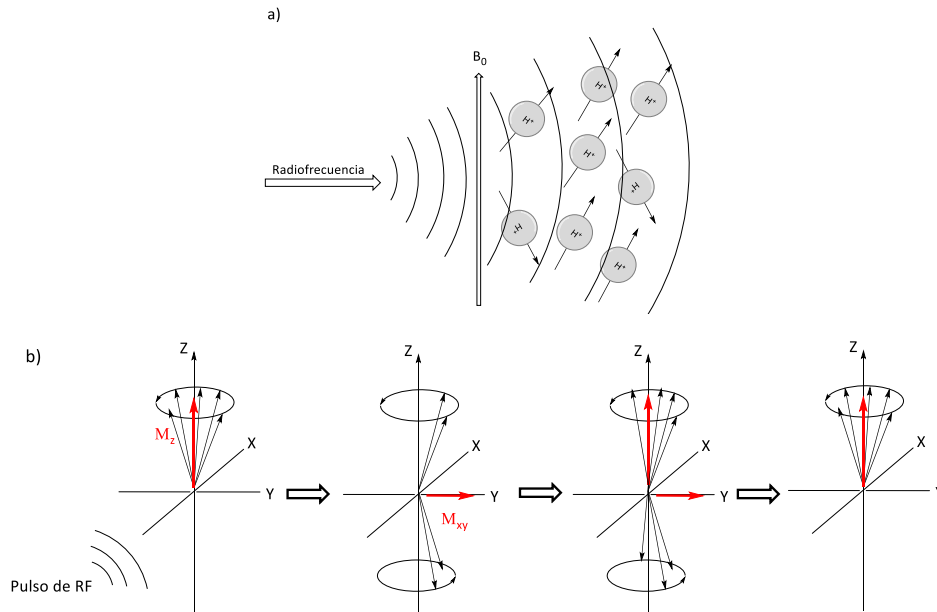 a)
B0
Radiofrecuencia
H+
H+
H+
H+
H+
H+
H+
H+
b)
Z
X
Y
Mz
Pulso de RF
Z
X
Y
Mxy
Z
X
Y
Z
X
Y